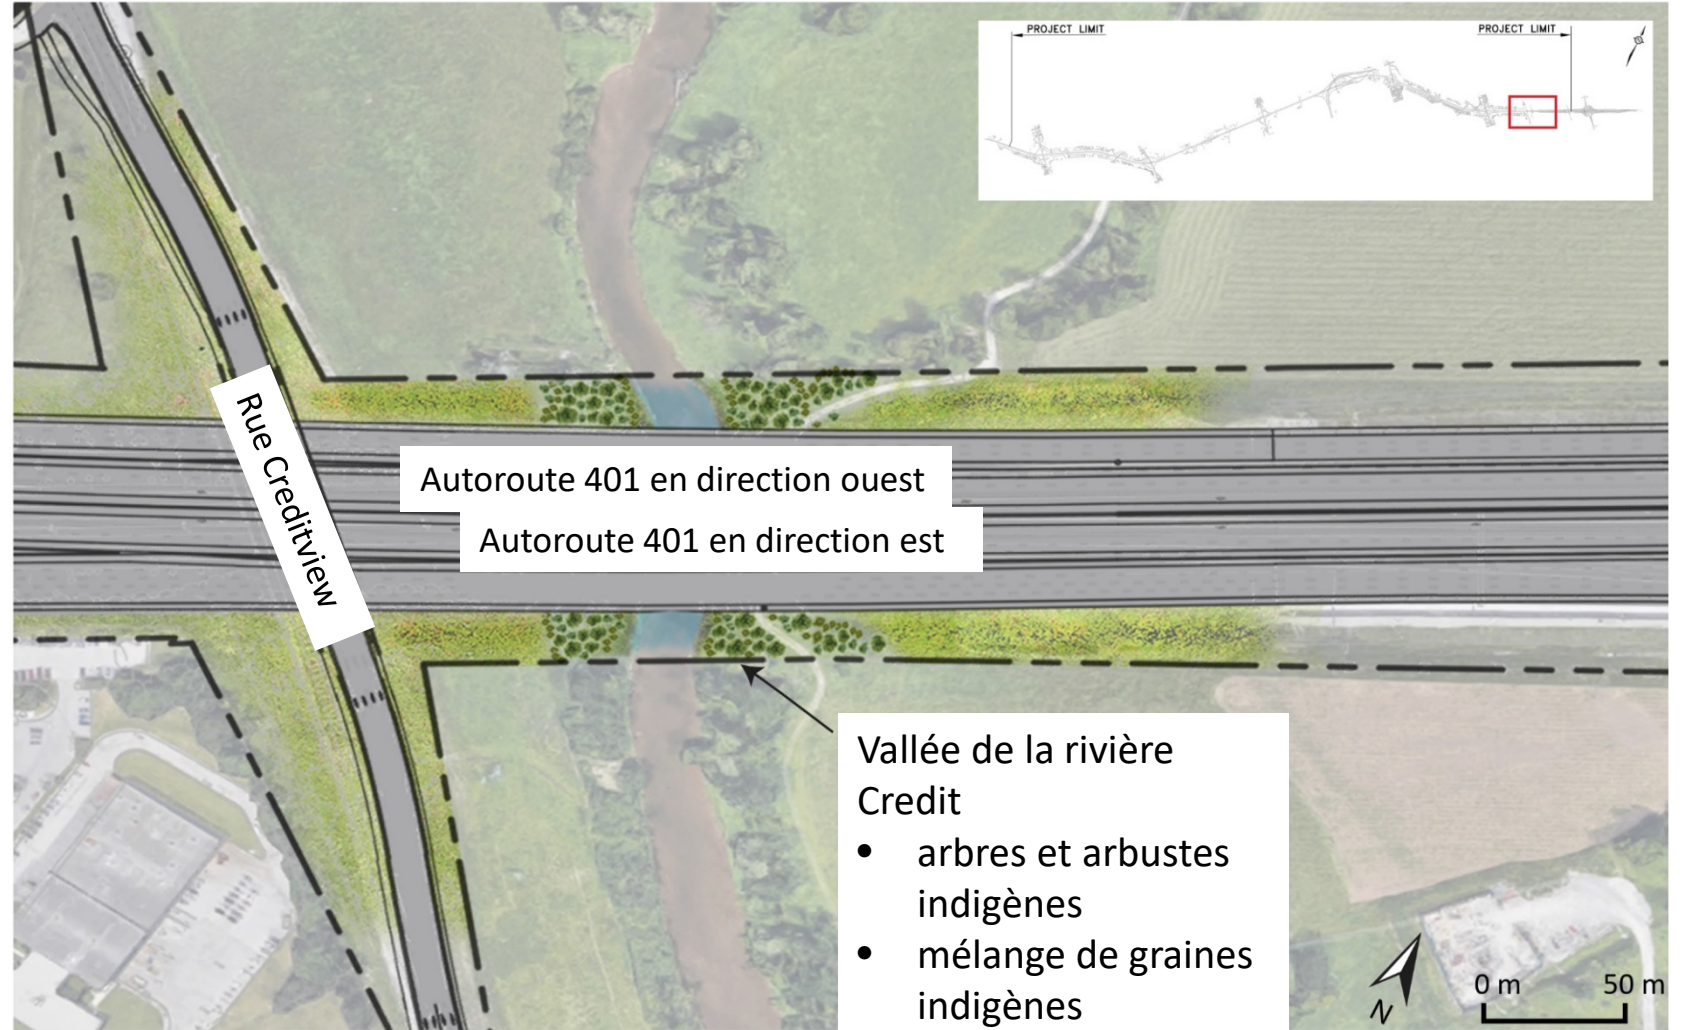 PROJECT LIMIT
PROJECT LIMIT
Rue Creditview
Autoroute 401 en direction ouest
Autoroute 401 en direction est
Vallée de la rivière
Credit
• arbres et arbustes
indigènes
• mélange de graines
indigènes
N
0 m 50 m